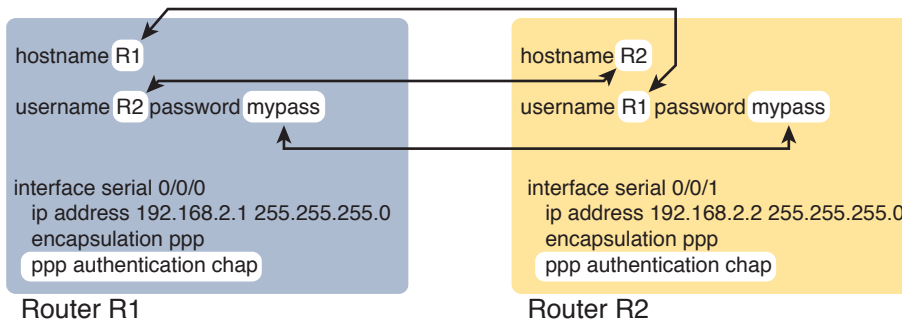 hostname R1
username R2 password mypass
interface serial 0/0/0
ip address 192.168.2.1 255.255.255.0
encapsulation ppp
ppp authentication chap
Router R1
hostname R2
username R1 password mypass
interface serial 0/0/1
ip address 192.168.2.2 255.255.255.0
encapsulation ppp
ppp authentication chap
Router R2